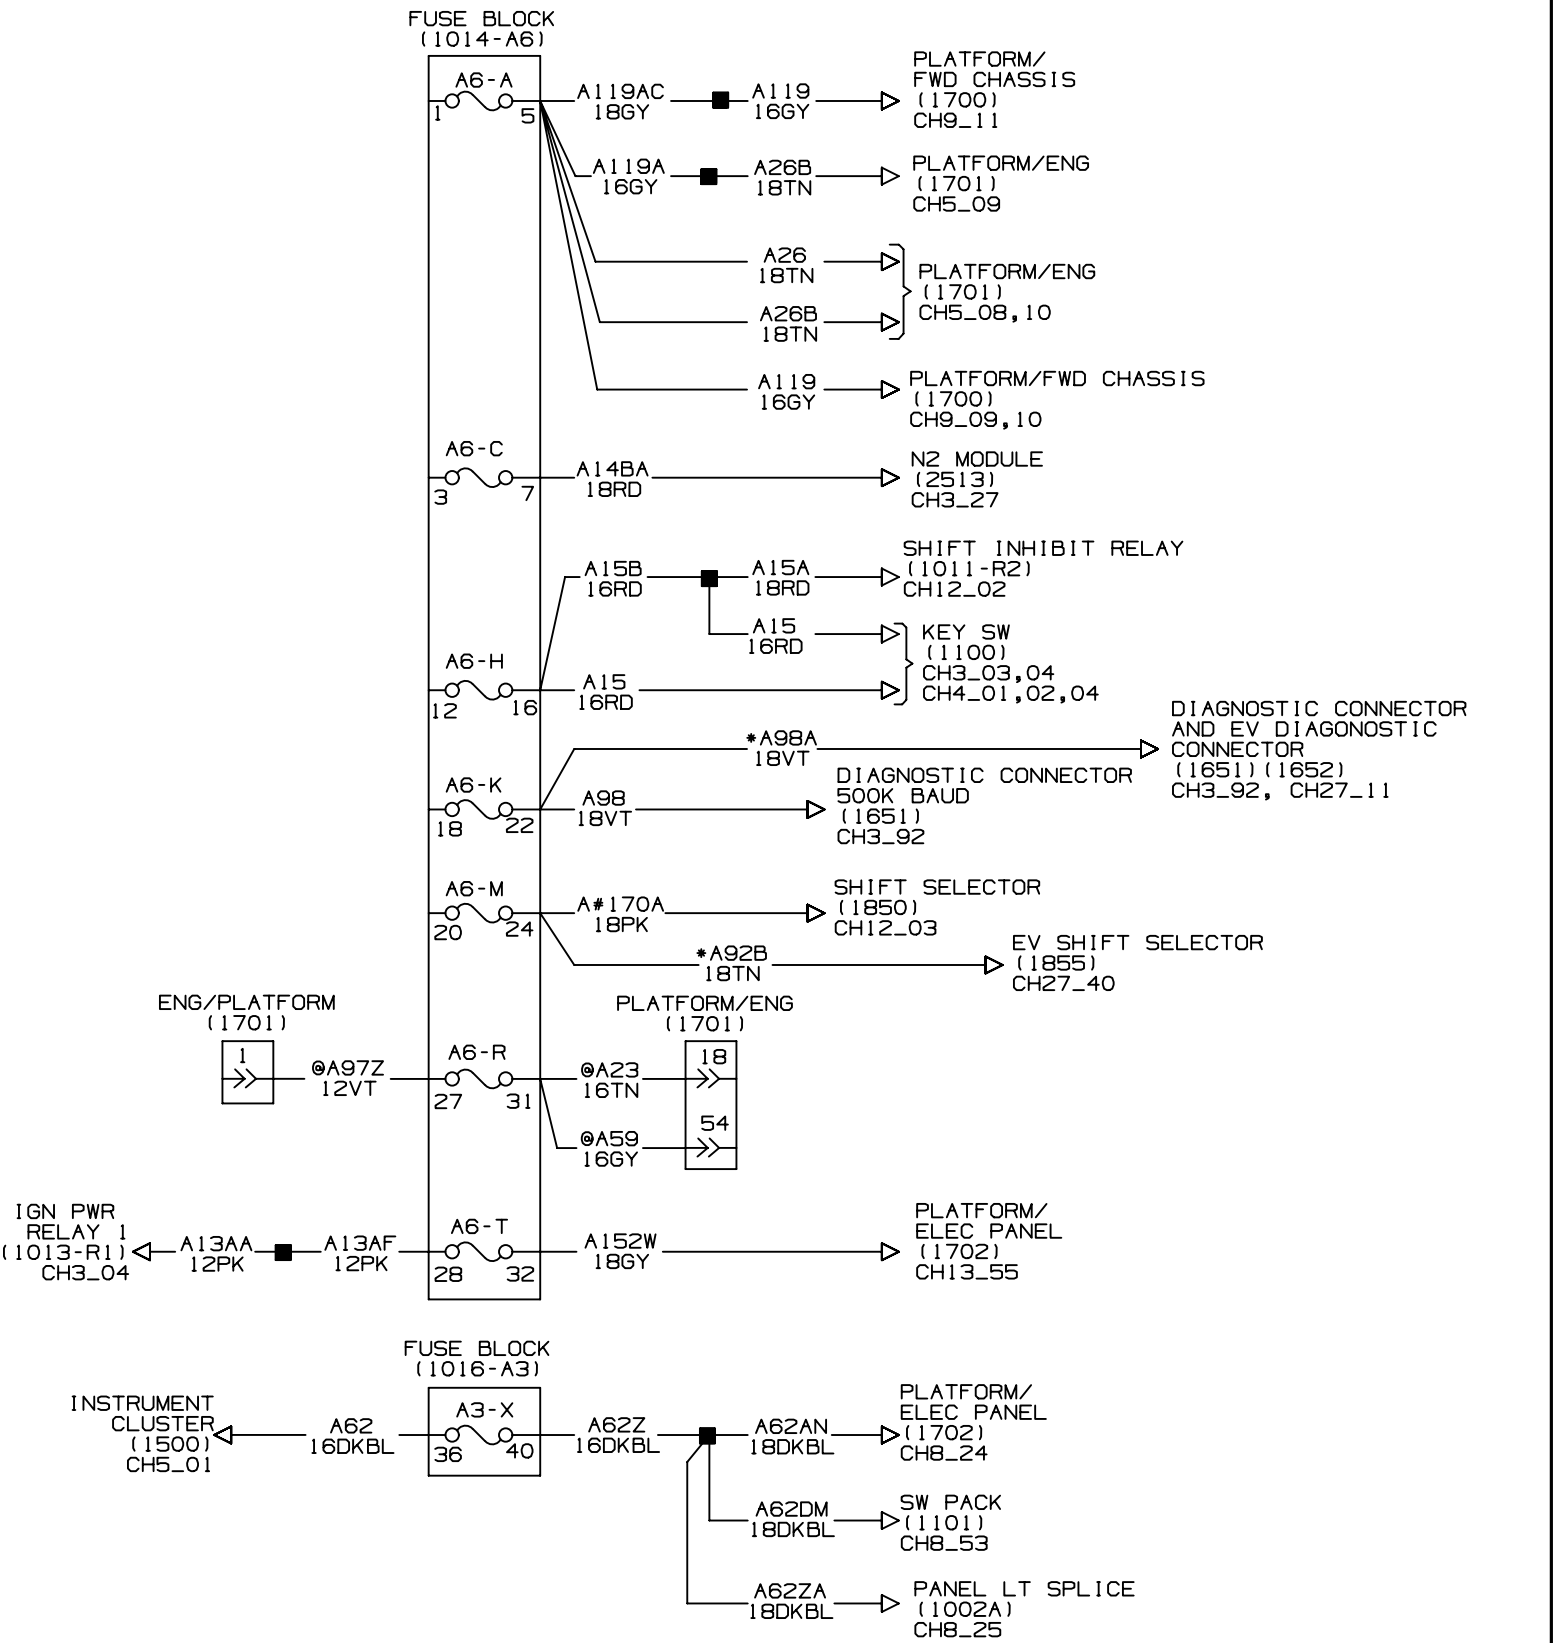 FUSE BLOCK
(1014-A6)
A6-A
1
5
A119AC
18GY
A119
16GY
PLATFORM/
FWD CHASSIS
(1700)
CH9_11
A119A
16GY
A26B
18TN
PLATFORM/ENG
(1701)
CH5_09
A26
18TN
A26B
18TN
PLATFORM/ENG
(1701)
CH5_08,10
A119
16GY
PLATFORM/FWD CHASSIS
(1700)
CH9_09,10
A6-C
3
7
A14BA
18RD
N2 MODULE
(2513)
CH3_27
A15B
16RD
A15A
18RD
SHIFT INHIBIT RELAY
(1011-R2)
CH12_02
A15
16RD
KEY SW
(1100)
CH3_03,04
CH4_01,02,04
A6-H
12
16
A15
16RD
*A98A
18VT
DIAGNOSTIC CONNECTOR
AND EV DIAGONOSTIC
CONNECTOR
(1651)(1652)
CH3_92, CH27_11
A6-K
18
22
A98
18VT
DIAGNOSTIC CONNECTOR
500K BAUD
(1651)
CH3_92
A6-M
20
24
A#170A
18PK
SHIFT SELECTOR
(1850)
CH12_03
*A92B
18TN
EV SHIFT SELECTOR
(1855)
CH27_40
ENG/PLATFORM
(1701)
1
@A97Z
12VT
A6-R
27
31
@A23
16TN
PLATFORM/ENG
(1701)
18
@A59
16GY
54
IGN PWR
RELAY 1
(1013-R1)
CH3_04
A13AA
12PK
A13AF
12PK
A6-T
28
32
A152W
18GY
PLATFORM/
ELEC PANEL
(1702)
CH13_55
FUSE BLOCK
(1016-A3)
INSTRUMENT
CLUSTER
(1500)
CH5_01
A62
16DKBL
A3-X
36
40
A62Z
16DKBL
A62AN
18DKBL
PLATFORM/
ELEC PANEL
(1702)
CH8_24
A62DM
18DKBL
SW PACK
(1101)
CH8_53
A62ZA
18DKBL
PANEL LT SPLICE
(1002A)
CH8_25